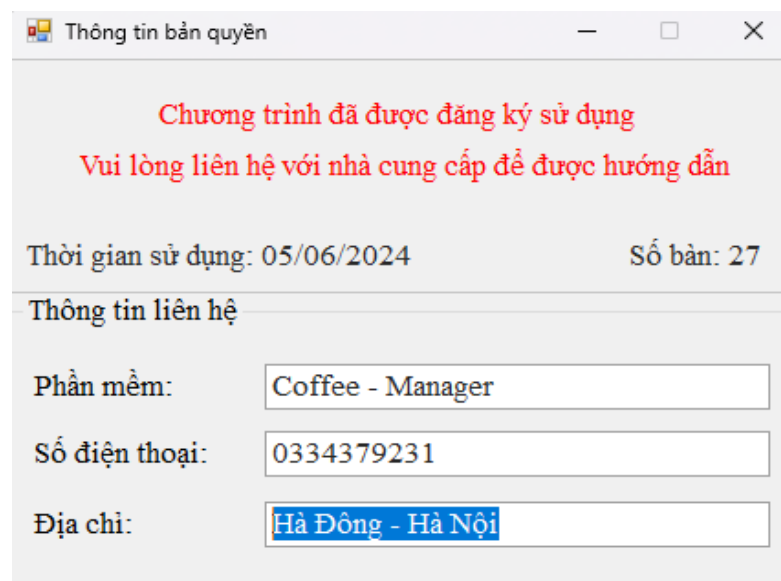 Thông tin bản quyền
Chương trình đã được đăng ký sử dụng
Vui lòng liên hệ với nhà cung cấp để được hướng dẫn
Thời gian sử dụng: 05/06/2024 Số bàn: 27
Thông tin liên hệ
Phần mềm: Coffee - Manager
Số điện thoại: 0334379231
Địa chỉ: Hà Đông - Hà Nội